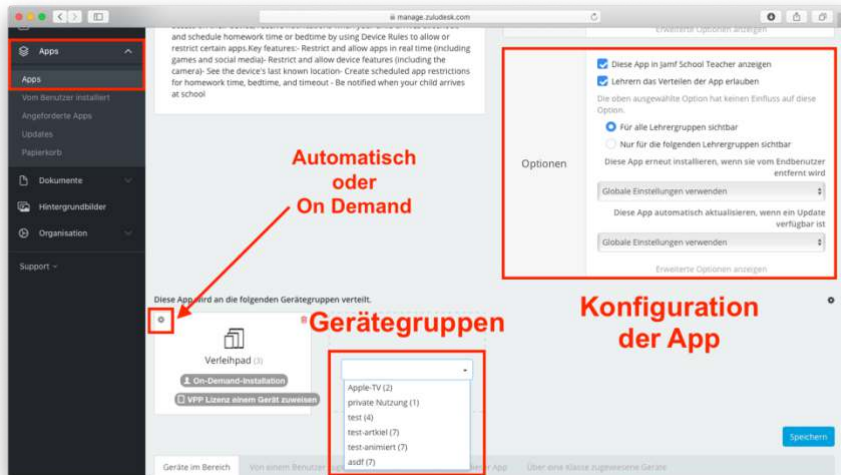 manage.zuludesk.com
and schedule homework time or bedtime by using Device Rules to allow or
restrict certain apps.Key features:- Restrict and allow apps in real time (including
games and social media)- Restrict and allow device features (including the
camera)- See the device's last known location- Create scheduled app restrictions
for homework time, bedtime, and timeout - Be notified when your child arrives
at school
Erweiterte Optionen anzeigen
Apps
Apps
Vom Benutzer installiert
Angeforderte Apps
Updates
Papierkorb
Dokumente
Hintergrundbilder
Organisation
Support
Optionen
Diese App in Jamf School Teacher anzeigen
Lehrern das Verteilen der App erlauben
Die oben ausgewählte Option hat keinen Einfluss auf diese
Option.
Für alle Lehrergruppen sichtbar
Nur für die folgenden Lehrergruppen sichtbar
Diese App erneut installieren, wenn sie vom Endbenutzer
entfernt wird
Globale Einstellungen verwenden
Diese App automatisch aktualisieren, wenn ein Update
verfügbar ist
Globale Einstellungen verwenden
Erweiterte Optionen anzeigen
Automatisch
oder
On Demand
Konfiguration
der App
Diese App wird an die folgenden Gerätegruppen verteilt.
Gerätegruppen
Verleihpad (3)
On-Demand-Installation
VPP Lizenz einem Gerät zuweisen
Apple-TV (2)
private Nutzung (1)
test (4)
test-artkiel (7)
test-animiert (7)
asdf (7)
Speichern
Geräte im Bereich
Von einem Benutzer
App
Über eine Klasse zugewiesene Geräte